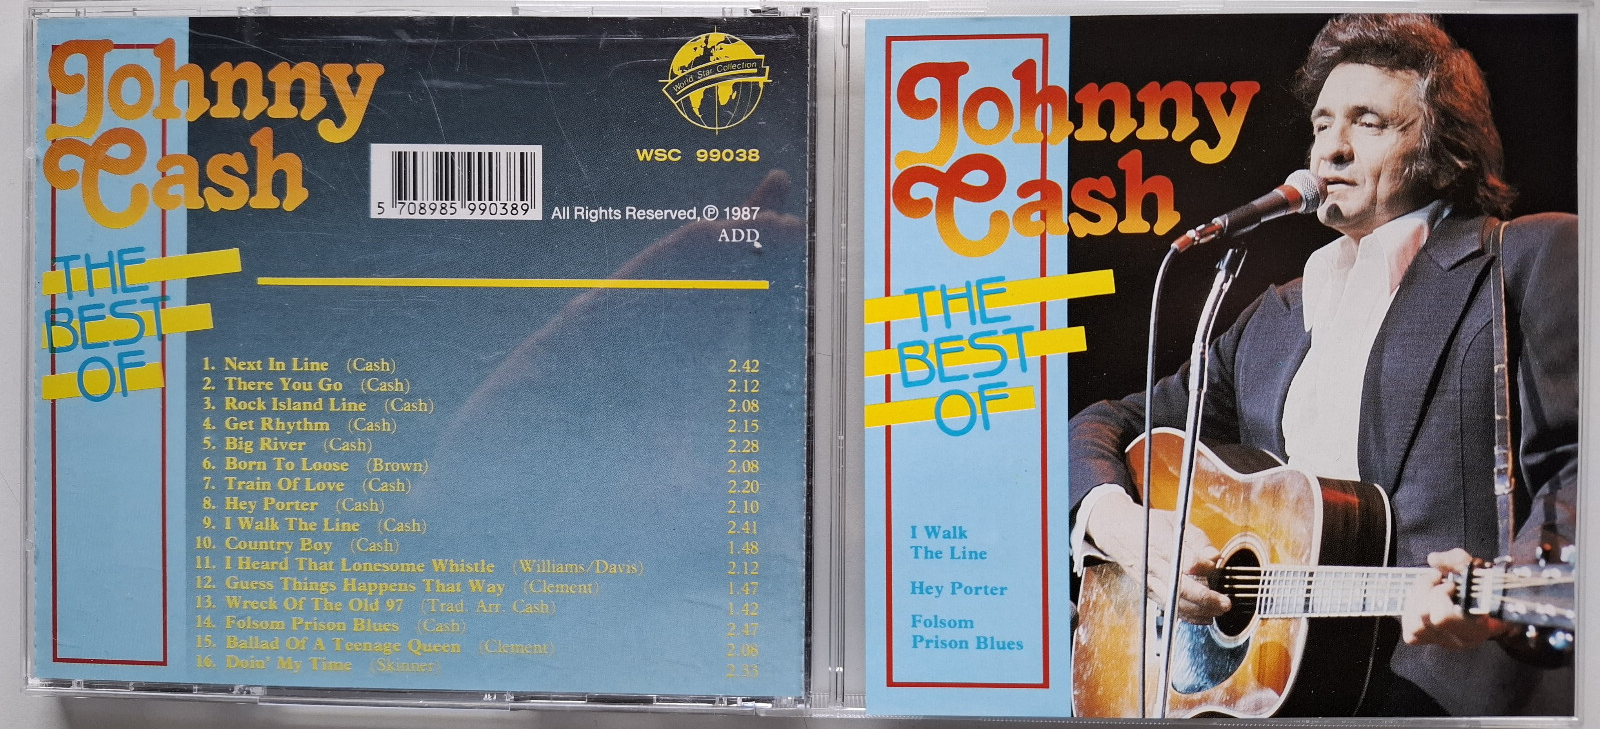 Johnny
Cash
THE
BEST
OF
World Star Collection
WSC 99038
5 708985 990389
All Rights Reserved, ℗ 1987
ADD
1. Next In Line (Cash) 2.42
2. There You Go (Cash) 2.12
3. Rock Island Line (Cash) 2.08
4. Get Rhythm (Cash) 2.15
5. Big River (Cash) 2.28
6. Born To Loose (Brown) 2.08
7. Train Of Love (Cash) 2.20
8. Hey Porter (Cash) 2.10
9. I Walk The Line (Cash) 2.41
10. Country Boy (Cash) 1.48
11. I Heard That Lonesome Whistle (Williams/Davis) 2.12
12. Guess Things Happens That Way (Clement) 1.47
13. Wreck Of The Old 97 (Trad. Arr. Cash) 1.42
14. Folsom Prison Blues (Cash) 2.47
15. Ballad Of A Teenage Queen (Clement) 2.08
16. Doin' My Time (Skinner) 2.33
Johnny
Cash
THE
BEST
OF
I Walk
The Line
Hey Porter
Folsom
Prison Blues